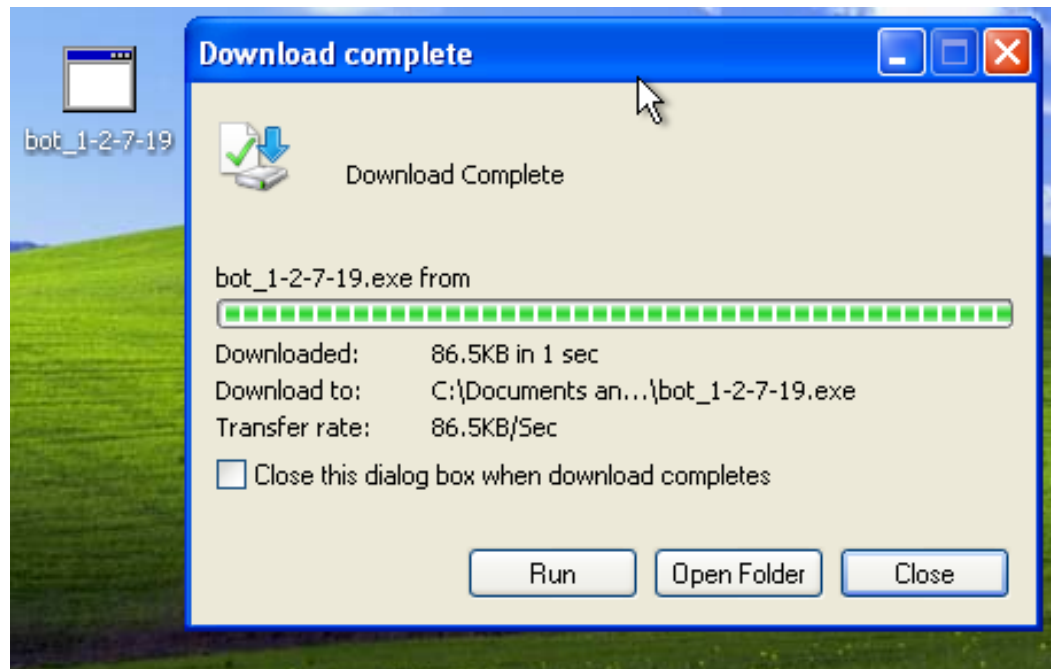 Download complete
bot_1-2-7-19
Download Complete
bot_1-2-7-19.exe from
Downloaded: 86.5KB in 1 sec
Download to: C:\Documents an...\bot_1-2-7-19.exe
Transfer rate: 86.5KB/Sec
Close this dialog box when download completes
Run Open Folder Close